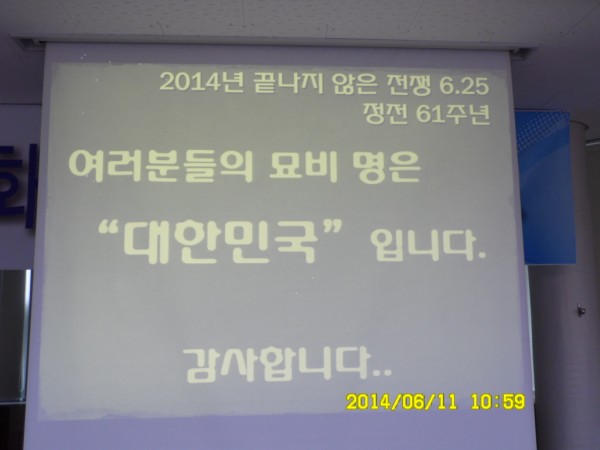 2014년 끝나지 않은 전쟁 6.25
정전 61주년
여러분들의 묘비 명은
“대한민국” 입니다.
감사합니다..
화
2014/06/11 10:59